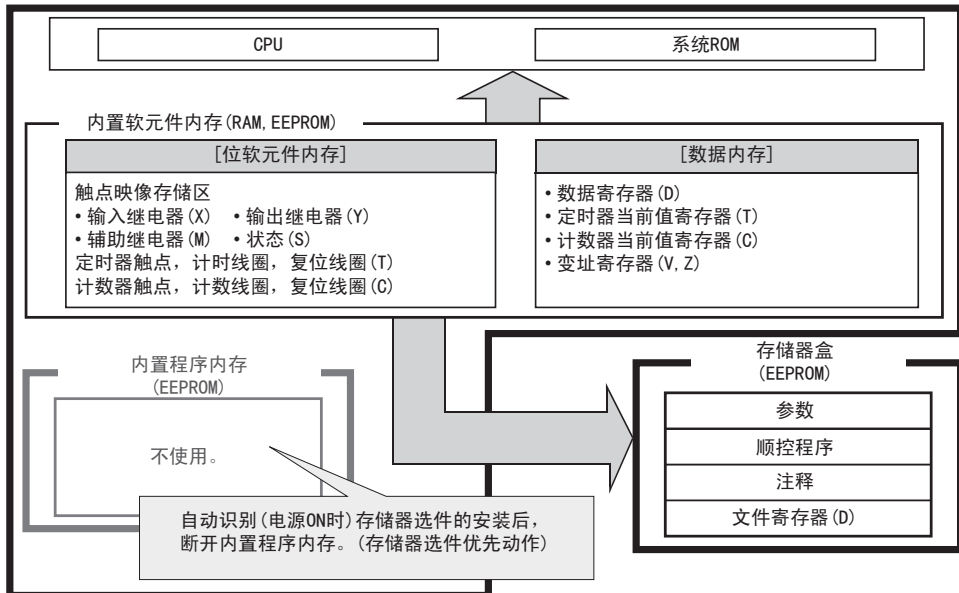 CPU
系统ROM
内置软元件内存(RAM,EEPROM)
[位软元件内存]
触点映像存储区
•输入继电器(X) •输出继电器(Y)
•辅助继电器(M) •状态(S)
定时器触点，计时线圈，复位线圈(T)
计数器触点，计数线圈，复位线圈(C)
[数据内存]
•数据寄存器(D)
•定时器当前值寄存器(T)
•计数器当前值寄存器(C)
•变址寄存器(V,Z)
内置程序内存
(EEPROM)
不使用。
自动识别(电源ON时)存储器选件的安装后，
断开内置程序内存。(存储器选件优先动作)
存储器盒
(EEPROM)
参数
顺控程序
注释
文件寄存器(D)